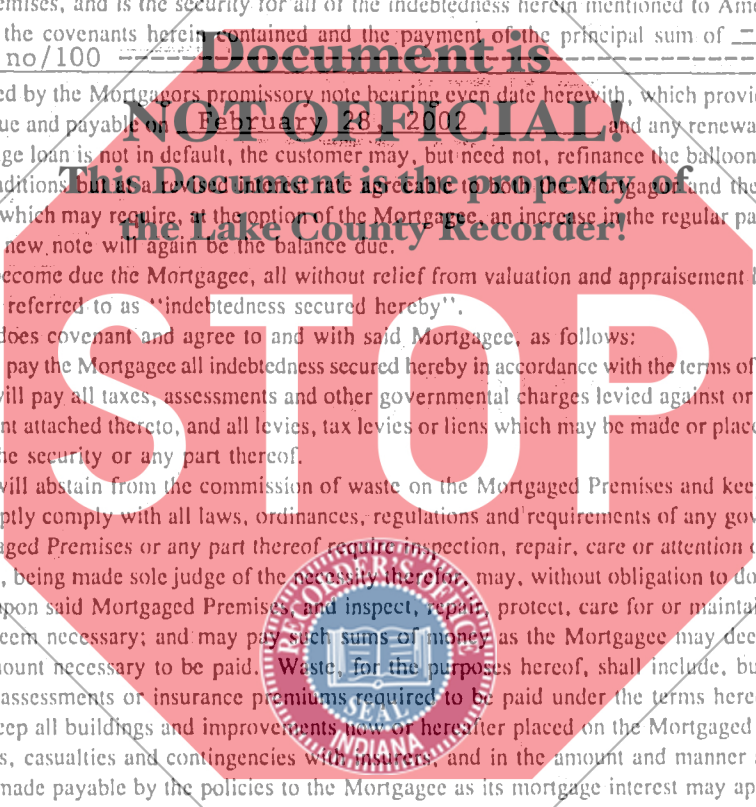 emises, and is the security for all of the indebtedness herein mentioned to Am
the covenants herein contained and the payment of the principal sum of
no/100
Document is
ed by the Mortgagors promissory note bearing even date herewith, which provi
NOT OFFICIAL!
ue and payable on February 28, 2002 and any renewa
ge loan is not in default, the customer may, but need not, refinance the balloon
This Document is the property of
nditions but at a revised interest rate agreeable to both the Mortgagor and the
which may require, at the option of the Mortgagee, an increase in the regular pa
the Lake County Recorder!
new note will again be the balance due.
ecome due the Mortgagee, all without relief from valuation and appraisement
referred to as "indebtedness secured hereby".
does covenant and agree to and with said Mortgagee, as follows:
STOP
pay the Mortgagee all indebtedness secured hereby in accordance with the terms of
vill pay all taxes, assessments and other governmental charges levied against or
nt attached thereto, and all levies, tax levies or liens which may be made or place
he security or any part thereof.
vill abstain from the commission of waste on the Mortgaged Premises and kee
ptly comply with all laws, ordinances, regulations and requirements of any gov
aged Premises or any part thereof require inspection, repair, care or attention
, being made sole judge of the necessity therefor, may, without obligation to do
upon said Mortgaged Premises, and inspect, repair, protect, care for or maintai
eem necessary; and may pay such sums of money as the Mortgagee may dee
ount necessary to be paid. Waste, for the purposes hereof, shall include, bu
assessments or insurance premiums required to be paid under the terms here
eep all buildings and improvements now or hereafter placed on the Mortgaged
s, casualties and contingencies with insurers, and in the amount and manner
made payable by the policies to the Mortgagee as its mortgage interest may ap
RECORDER'S OFFICE
SEAL
INDIANA